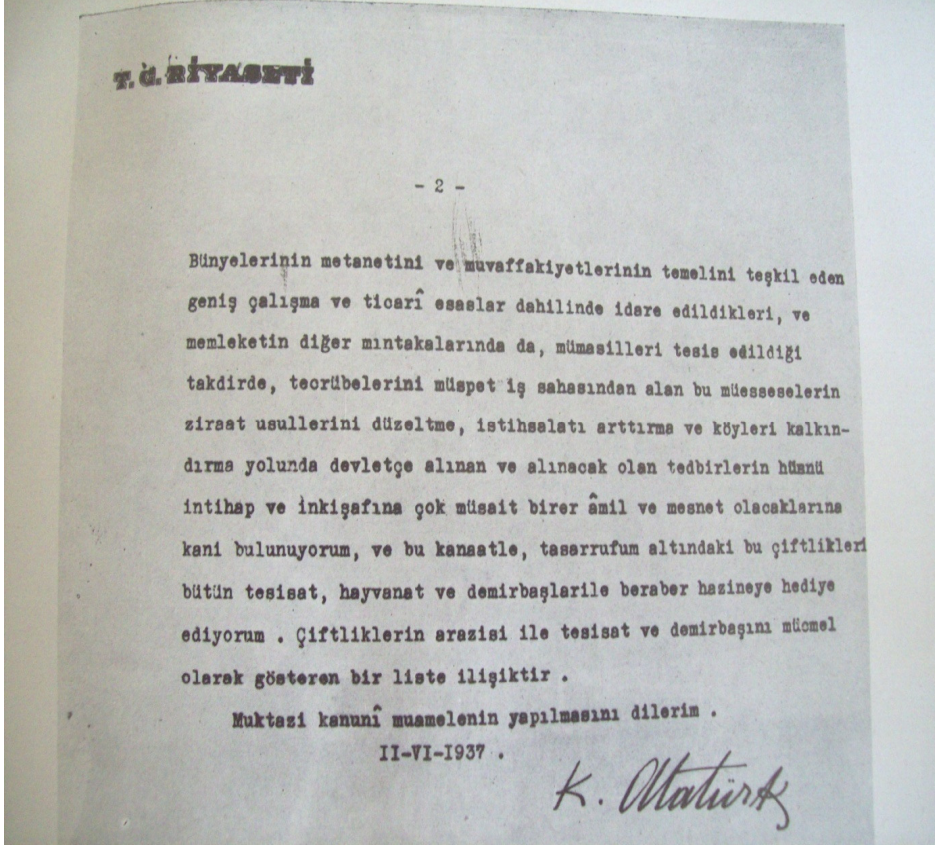 T. C. RİYASETİ
- 2 -
Bünyelerinin metanetini ve muvaffakiyetlerinin temelini teşkil eden
geniş çalışma ve ticarî esaslar dahilinde idare edildikleri, ve
memleketin diğer mıntakalarında da, mümasilleri tesis edildiği
takdirde, tecrübelerini müspet iş sahasından alan bu müesseselerin
ziraat usullerini düzeltme, istihsalatı arttırma ve köyleri kalkın-
dırma yolunda devletçe alınan ve alınacak olan tedbirlerin hüsnü
intihap ve inkişafına çok müsait birer âmil ve mesnet olacaklarına
kani bulunuyorum, ve bu kanaatle, tasarrufum altındaki bu çiftlikleri
bütün tesisat, hayvanat ve demirbaşlarile beraber hazineye hediye
ediyorum . Çiftliklerin arazisi ile tesisat ve demirbaşını mücmel
olarak gösteren bir liste ilişiktir .
Muktazi kanunî muamelenin yapılmasını dilerim .
II-VI-1937 .
K. Atatürk